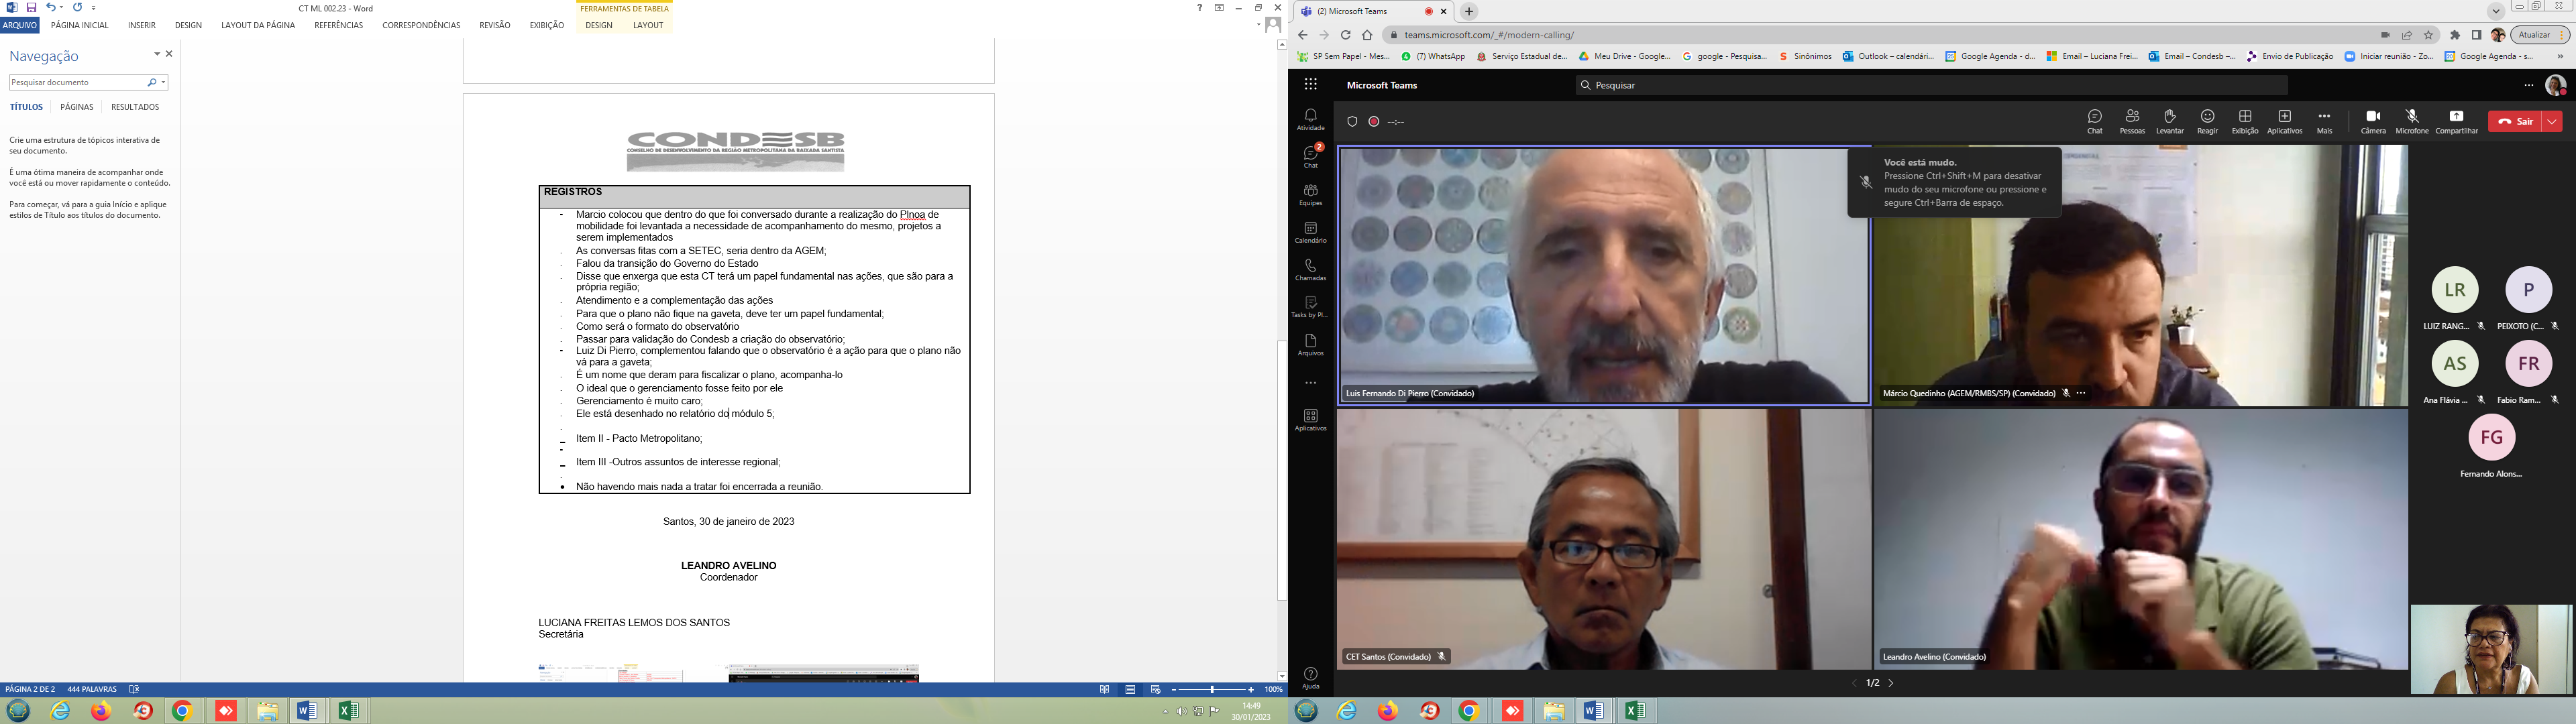 CT ML 002.23 - Word
FERRAMENTAS DE TABELA
ARQUIVO
PÁGINA INICIAL
INSERIR
DESIGN
LAYOUT DA PÁGINA
REFERÊNCIAS
CORRESPONDÊNCIAS
REVISÃO
EXIBIÇÃO
DESIGN
LAYOUT
Navegação
Pesquisar documento
TÍTULOS
PÁGINAS
RESULTADOS
Crie uma estrutura de tópicos interativa de
seu documento.
É uma ótima maneira de acompanhar onde
você está ou mover rapidamente o conteúdo.
Para começar, vá para a guia Início e aplique
estilos de Título aos títulos do documento.
CONDESB
CONSELHO DE DESENVOLVIMENTO DA REGIÃO METROPOLITANA DA BAIXADA SANTISTA
REGISTROS
- Marcio colocou que dentro do que foi conversado durante a realização do Plnoa de
mobilidade foi levantada a necessidade de acompanhamento do mesmo, projetos a
serem implementados
. As conversas fitas com a SETEC, seria dentro da AGEM;
. Falou da transição do Governo do Estado
. Disse que enxerga que esta CT terá um papel fundamental nas ações, que são para a
própria região;
. Atendimento e a complementação das ações
. Para que o plano não fique na gaveta, deve ter um papel fundamental;
. Como será o formato do observatório
. Passar para validação do Condesb a criação do observatório;
- Luiz Di Pierro, complementou falando que o observatório é a ação para que o plano não
vá para a gaveta;
. É um nome que deram para fiscalizar o plano, acompanha-lo
. O ideal que o gerenciamento fosse feito por ele
. Gerenciamento é muito caro;
. Ele está desenhado no relatório do módulo 5;
.
– Item II - Pacto Metropolitano;
-
– Item III -Outros assuntos de interesse regional;
.
• Não havendo mais nada a tratar foi encerrada a reunião.
Santos, 30 de janeiro de 2023
LEANDRO AVELINO
Coordenador
LUCIANA FREITAS LEMOS DOS SANTOS
Secretária
PÁGINA 2 DE 2
444 PALAVRAS
100%
14:49
30/01/2023
(2) Microsoft Teams
teams.microsoft.com/_#/modern-calling/
Atualizar
SP Sem Papel - Mes...
(7) WhatsApp
Serviço Estadual de...
Meu Drive - Google...
google - Pesquisa...
Sinônimos
Outlook – calendári...
Google Agenda - d...
Email – Luciana Frei...
Email – Condesb –...
Envio de Publicação
Iniciar reunião - Zo...
Google Agenda - s...
Microsoft Teams
Pesquisar
--:--
Chat
Pessoas
Levantar
Reagir
Exibição
Aplicativos
Mais
Câmera
Microfone
Compartilhar
Sair
Atividade
2
Chat
Equipes
Calendário
Chamadas
Tasks by Pl...
Arquivos
Aplicativos
Ajuda
Você está mudo.
Pressione Ctrl+Shift+M para desativar
mudo do seu microfone ou pressione e
segure Ctrl+Barra de espaço.
Luis Fernando Di Pierro (Convidado)
Márcio Quedinho (AGEM/RMBS/SP) (Convidado)
CET Santos (Convidado)
Leandro Avelino (Convidado)
LR
P
LUIZ RANG...
PEIXOTO (C...
AS
FR
Ana Flávia ...
Fabio Ram...
FG
Fernando Alons...
1/2